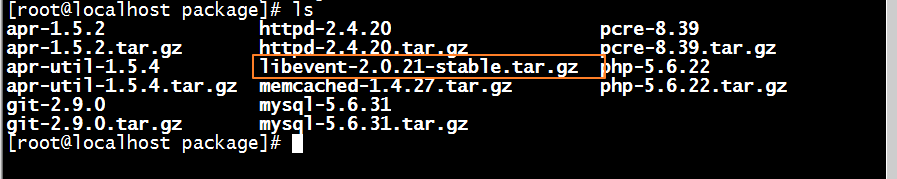 [root@localhost package]# ls
apr-1.5.2 httpd-2.4.20 pcre-8.39
apr-1.5.2.tar.gz httpd-2.4.20.tar.gz pcre-8.39.tar.gz
apr-util-1.5.4 libevent-2.0.21-stable.tar.gz php-5.6.22
apr-util-1.5.4.tar.gz memcached-1.4.27.tar.gz php-5.6.22.tar.gz
git-2.9.0 mysql-5.6.31
git-2.9.0.tar.gz mysql-5.6.31.tar.gz
[root@localhost package]#